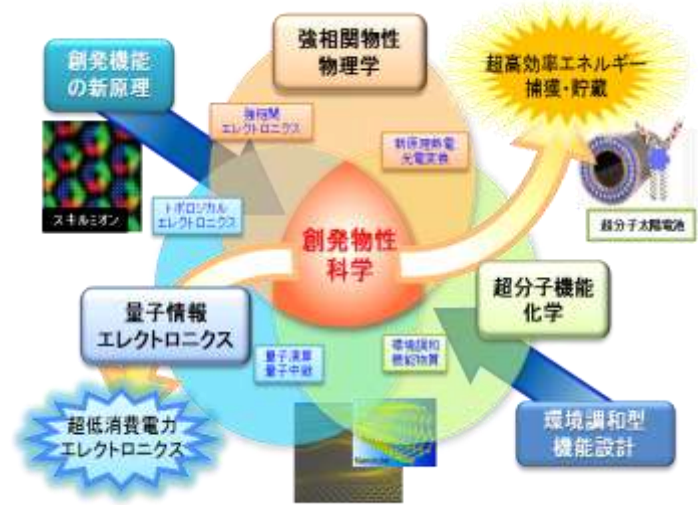 創発機能
の新原理
強相関物性
物理学
超高効率エネルギー
捕獲・貯蔵
強相関
エレクトロニクス
新原理熱電
光電変換
スキルミオン
トポロジカル
エレクトロニクス
超分子太陽電池
創発物性
科学
量子情報
エレクトロニクス
超分子機能
化学
量子演算
量子中継
環境調和
機能物質
超低消費電力
エレクトロニクス
環境調和型
機能設計